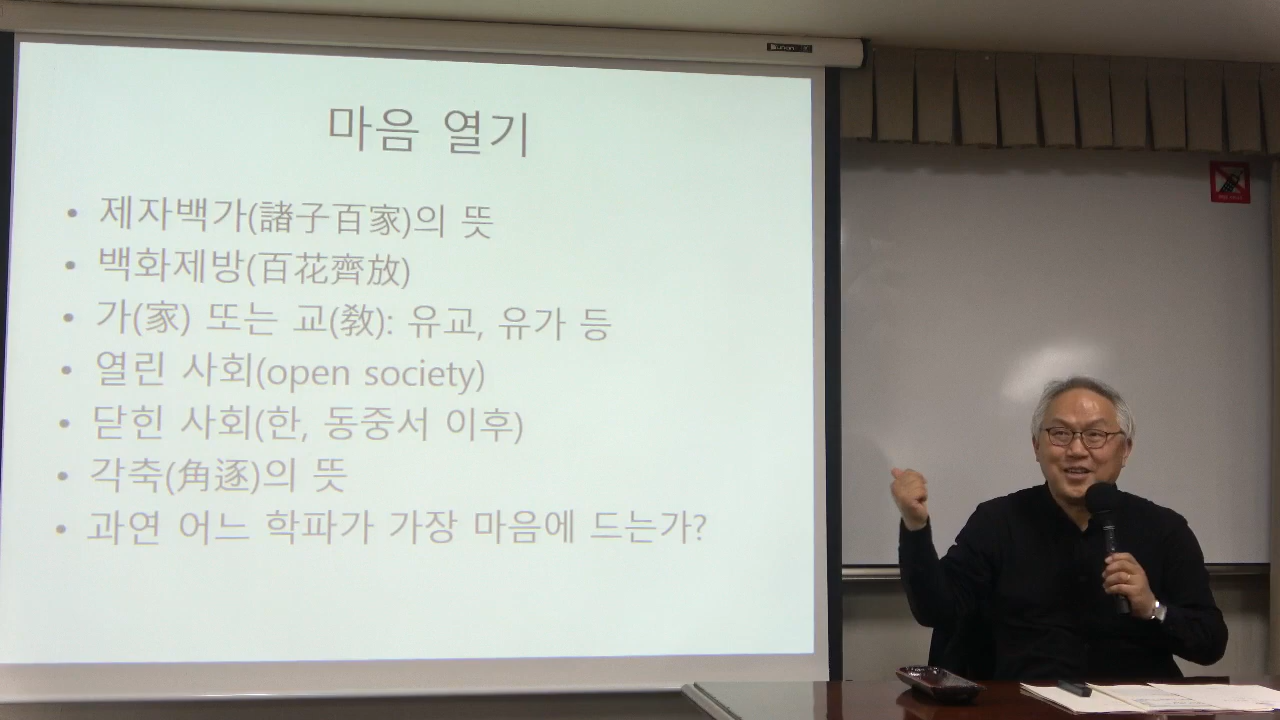 마음 열기
• 제자백가(諸子百家)의 뜻
• 백화제방(百花齊放)
• 가(家) 또는 교(敎): 유교, 유가 등
• 열린 사회(open society)
• 닫힌 사회(한, 동중서 이후)
• 각축(角逐)의 뜻
• 과연 어느 학파가 가장 마음에 드는가?